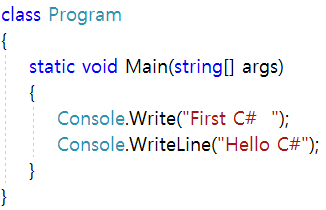 class Program
{
    static void Main(string[] args)
    {
        Console.Write("First C#  ");
        Console.WriteLine("Hello C#");
    }
}